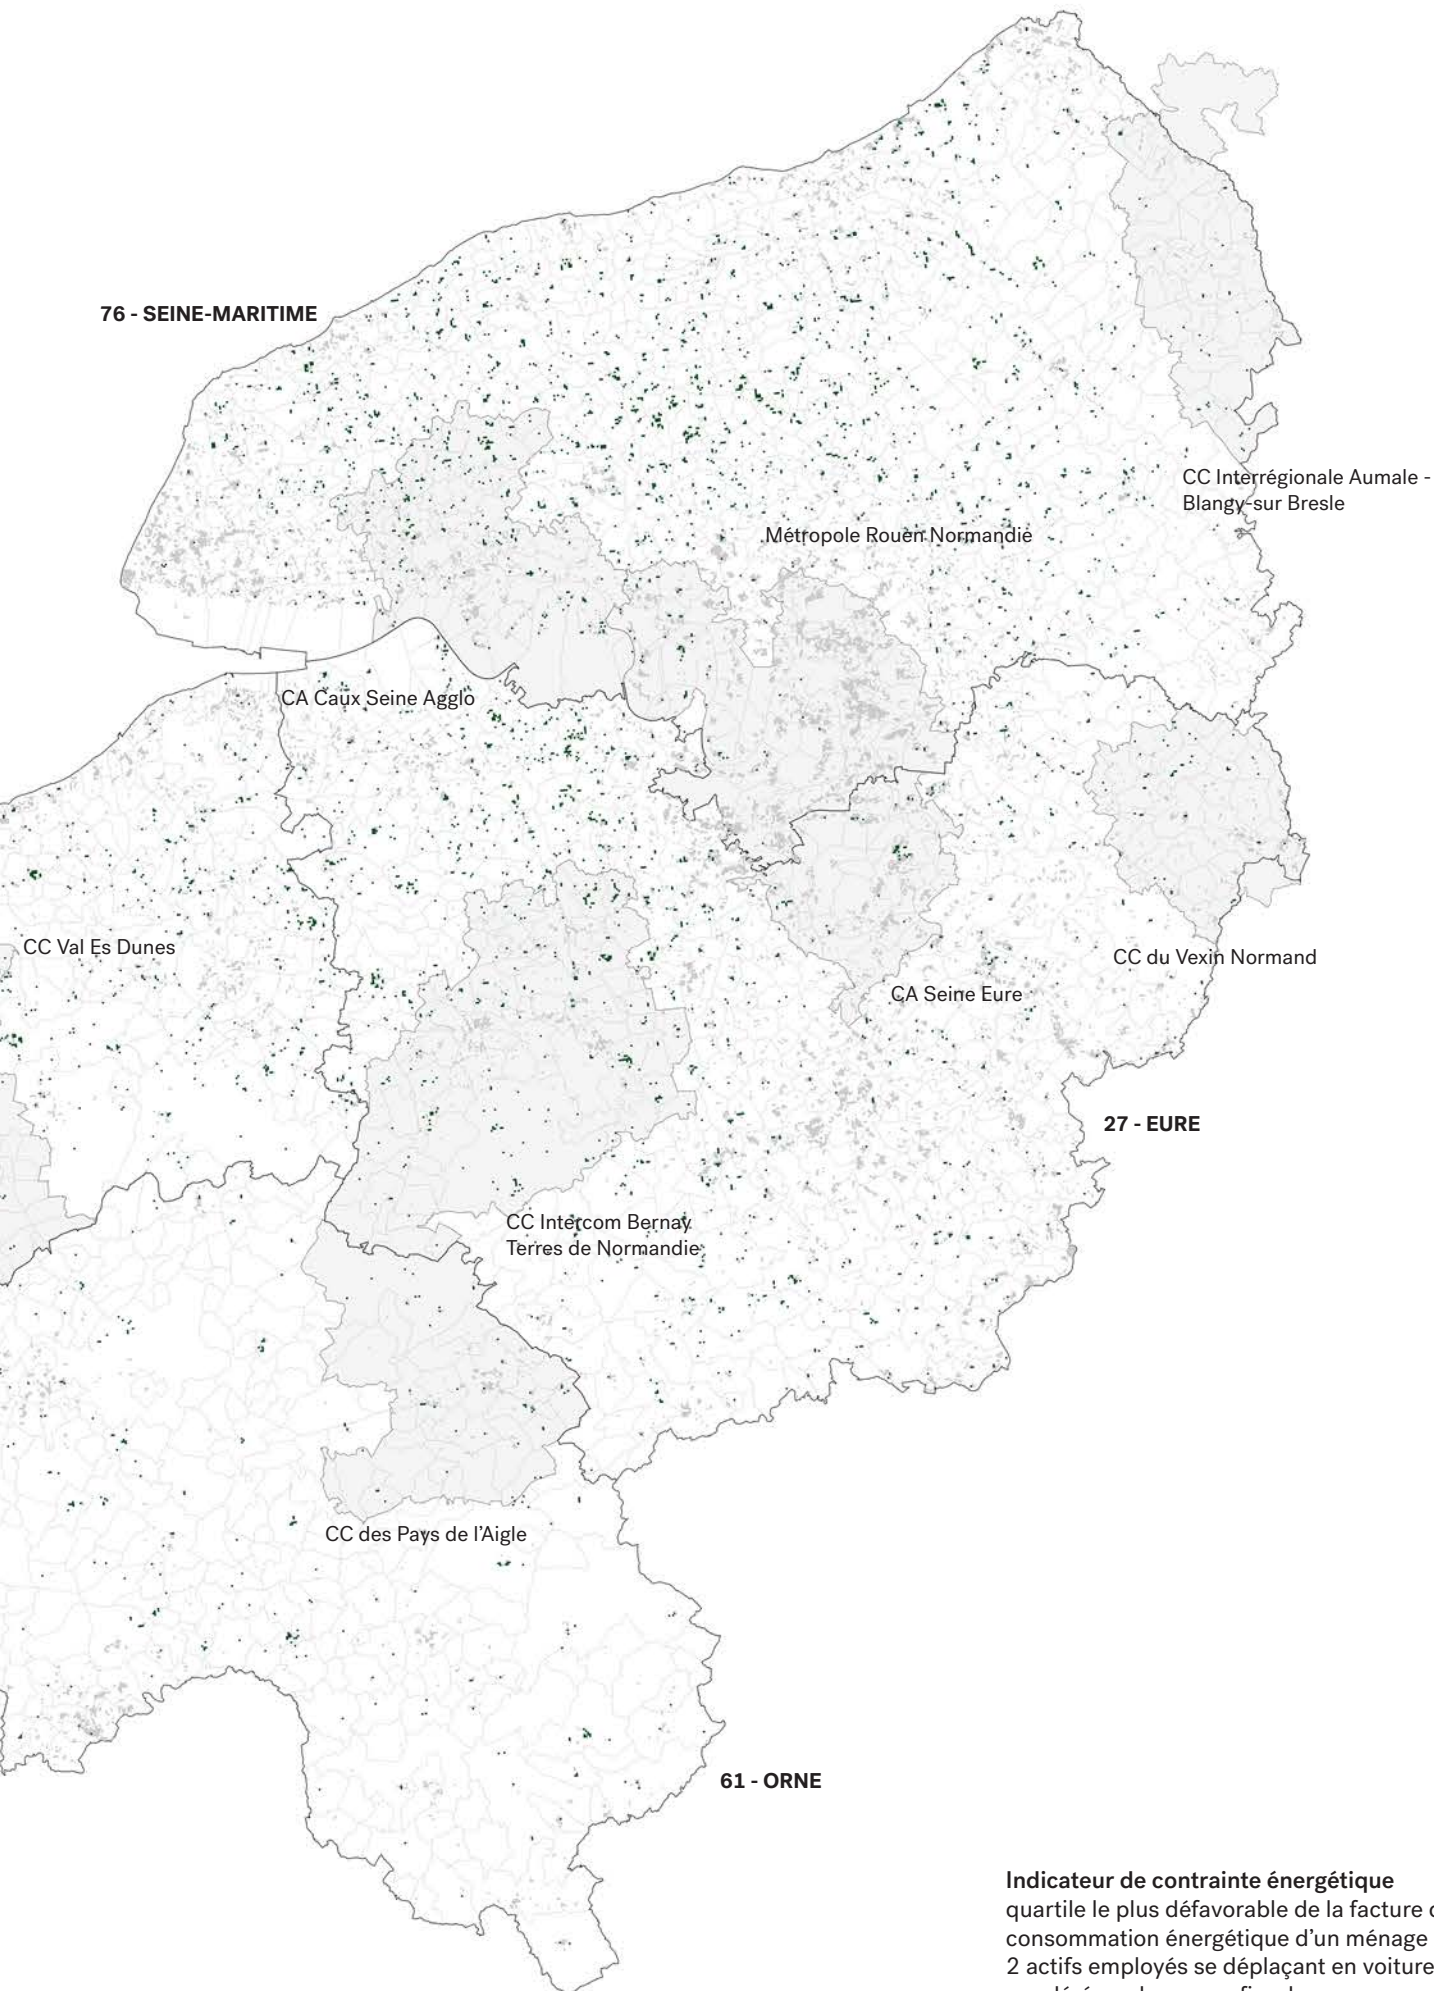 76 - SEINE-MARITIME
CC Interrégionale Aumale -
Blangy-sur Bresle
Métropole Rouen Normandie
CA Caux Seine Agglo
CC Val Es Dunes
CC du Vexin Normand
CA Seine Eure
27 - EURE
CC Intercom Bernay
Terres de Normandie
CC des Pays de l'Aigle
61 - ORNE
Indicateur de contrainte énergétique
quartile le plus défavorable de la facture
consommation énergétique d'un ménage
2 actifs employés se déplaçant en voiture